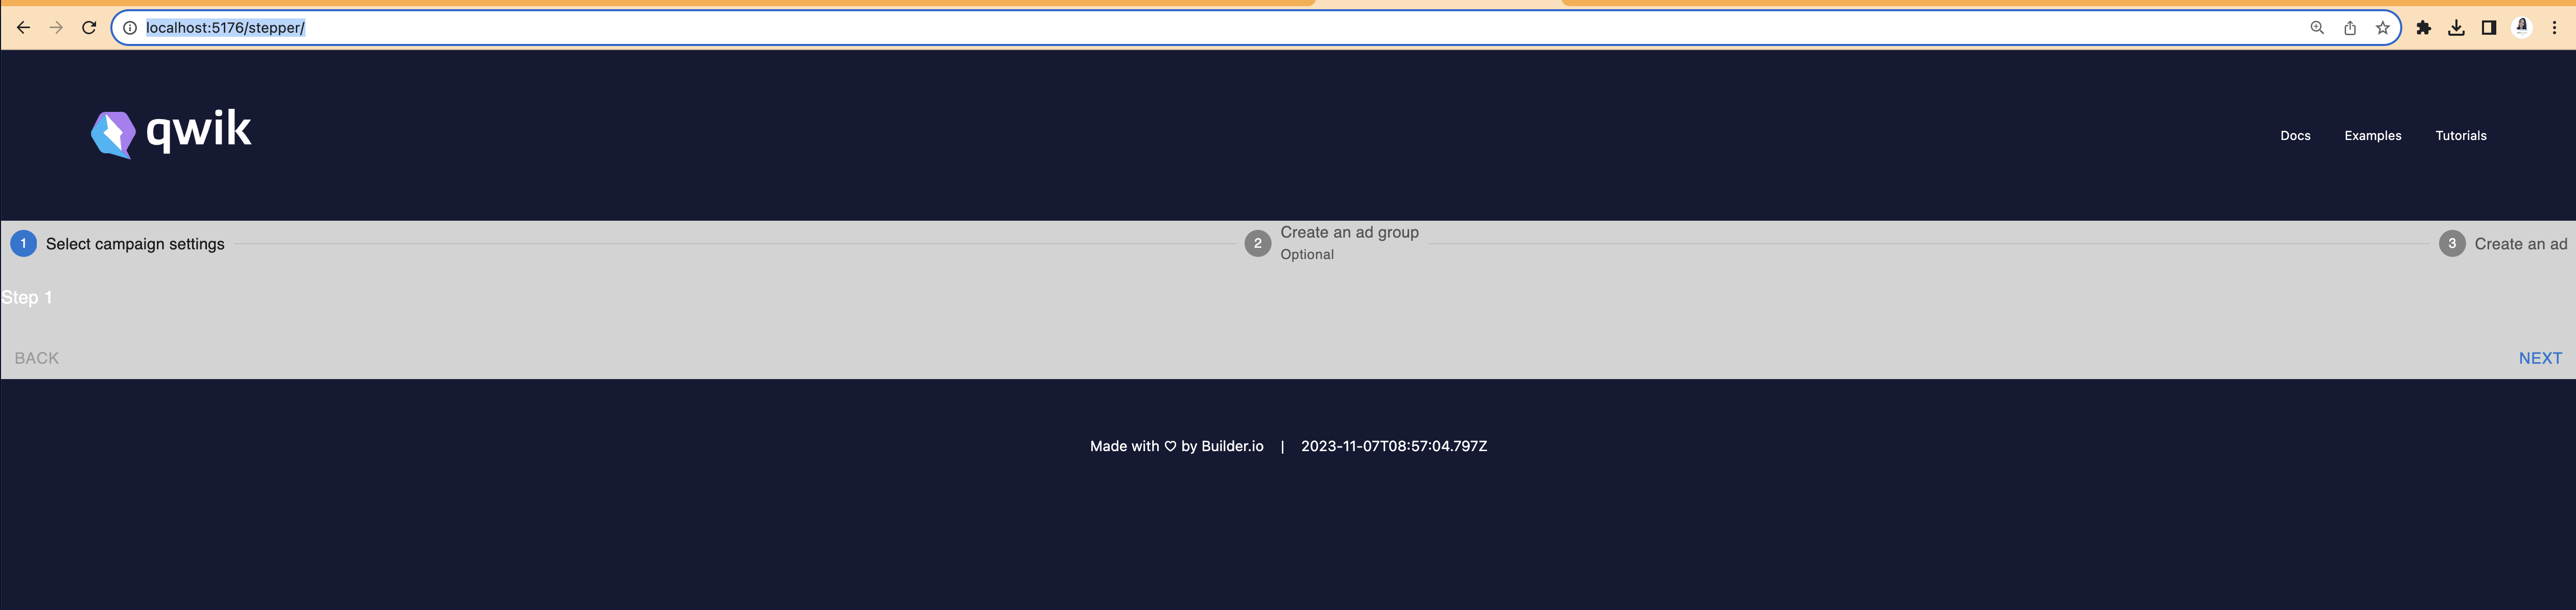 localhost:5176/stepper/
qwik
Docs Examples Tutorials
1 Select campaign settings
2 Create an ad group
Optional
3 Create an ad
Step 1
BACK
NEXT
Made with ♡ by Builder.io | 2023-11-07T08:57:04.797Z